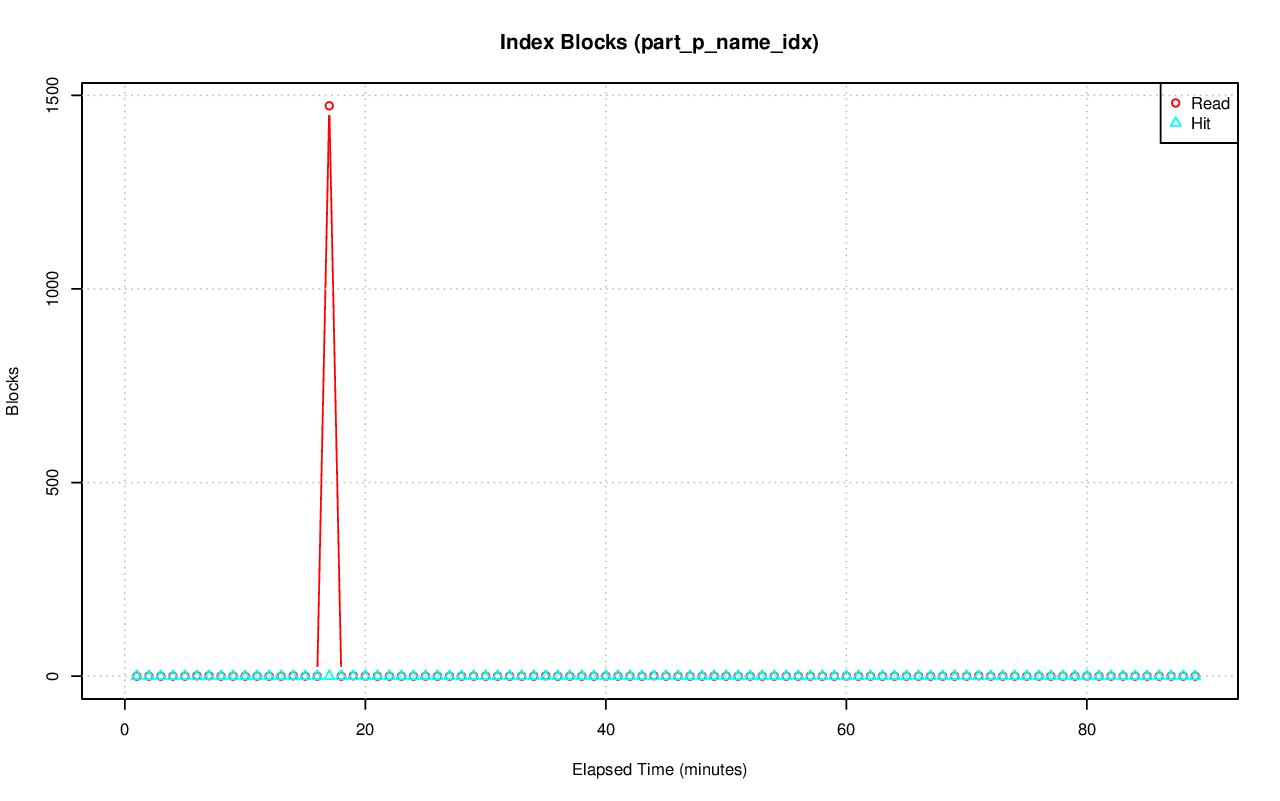 Index Blocks (part_p_name_idx)
1500
1000
500
0
Blocks
Read
Hit
0 20 40 60 80
Elapsed Time (minutes)